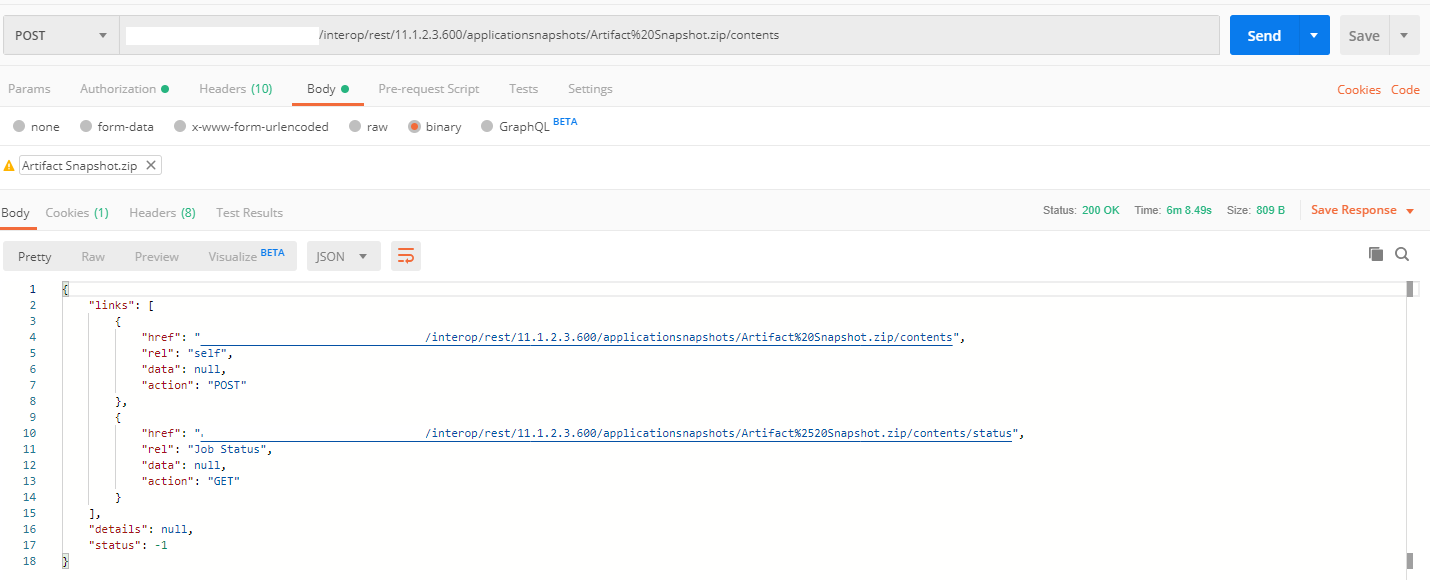 POST /interop/rest/11.1.2.3.600/applicationsnapshots/Artifact%20Snapshot.zip/contents Send Save
Params Authorization Headers (10) Body Pre-request Script Tests Settings Cookies Code
none form-data x-www-form-urlencoded raw binary GraphQL BETA
Artifact Snapshot.zip
Body Cookies (1) Headers (8) Test Results Status: 200 OK Time: 6m 8.49s Size: 809 B Save Response
Pretty Raw Preview Visualize BETA JSON
1 {
2 "links": [
3 {
4 "href": " /interop/rest/11.1.2.3.600/applicationsnapshots/Artifact%20Snapshot.zip/contents",
5 "rel": "self",
6 "data": null,
7 "action": "POST"
8 },
9 {
10 "href": " /interop/rest/11.1.2.3.600/applicationsnapshots/Artifact%2520Snapshot.zip/contents/status",
11 "rel": "Job Status",
12 "data": null,
13 "action": "GET"
14 }
15 ],
16 "details": null,
17 "status": -1
18 }